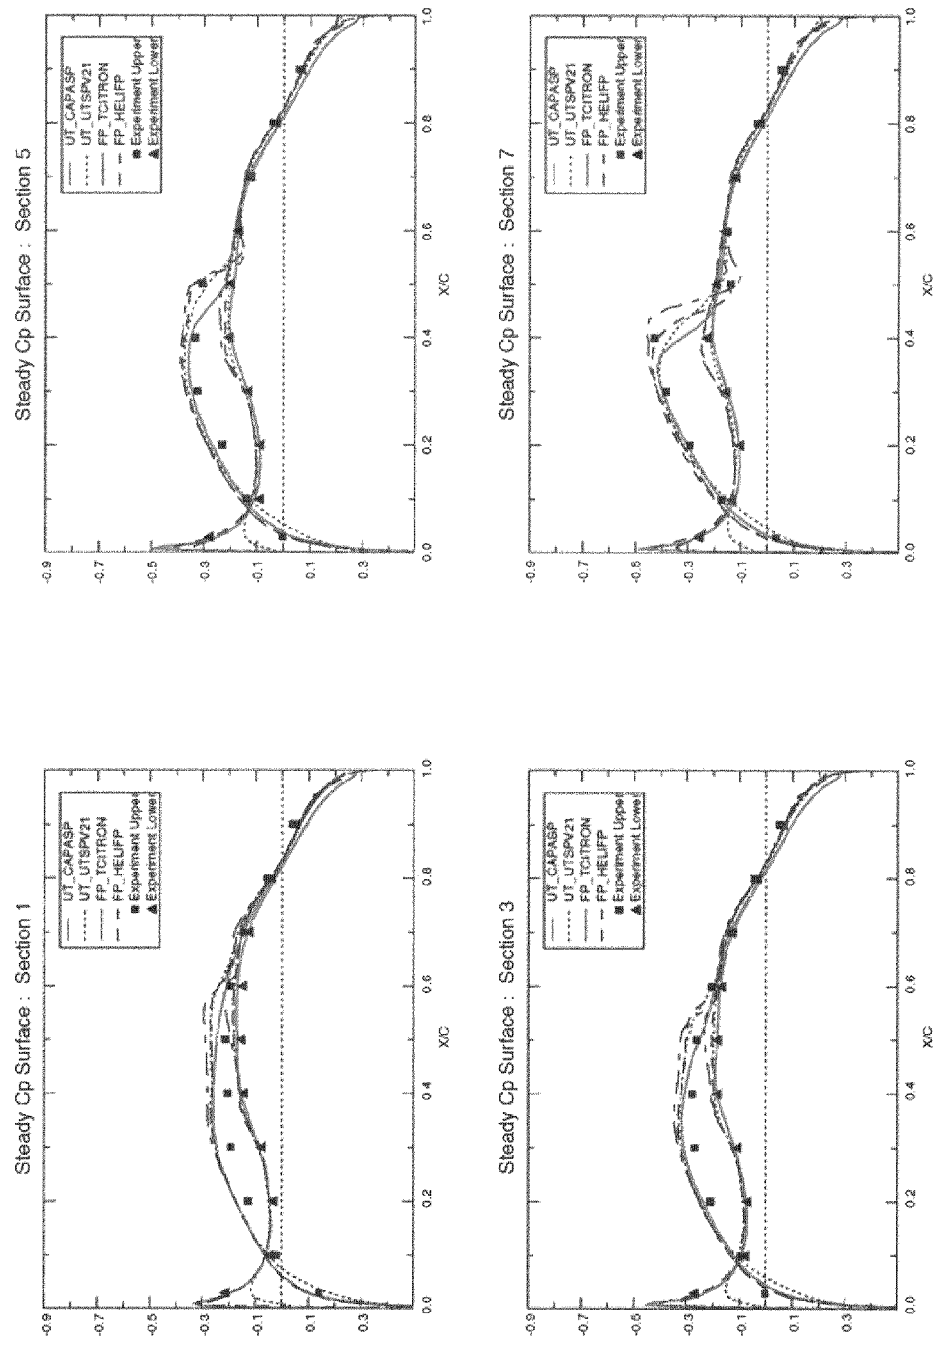 Steady Cp Surface : Section 1
-0.9
-0.7
-0.5
-0.3
-0.1
0.1
0.3
UT_CAPASP
UT_UTSPV21
FP_TCITRON
FP_HELIFP
Experiment Upper
Experiment Lower
0.0
0.2
0.4
0.6
0.8
1.0
X/C
Steady Cp Surface : Section 5
-0.9
-0.7
-0.5
-0.3
-0.1
0.1
0.3
UT_CAPASP
UT_UTSPV21
FP_TCITRON
FP_HELIFP
Experiment Upper
Experiment Lower
0.0
0.2
0.4
0.6
0.8
1.0
X/C
Steady Cp Surface : Section 3
-0.9
-0.7
-0.5
-0.3
-0.1
0.1
0.3
UT_CAPASP
UT_UTSPV21
FP_TCITRON
FP_HELIFP
Experiment Upper
Experiment Lower
0.0
0.2
0.4
0.6
0.8
1.0
X/C
Steady Cp Surface : Section 7
-0.9
-0.7
-0.5
-0.3
-0.1
0.1
0.3
UT_CAPASP
UT_UTSPV21
FP_TCITRON
FP_HELIFP
Experiment Upper
Experiment Lower
0.0
0.2
0.4
0.6
0.8
1.0
X/C